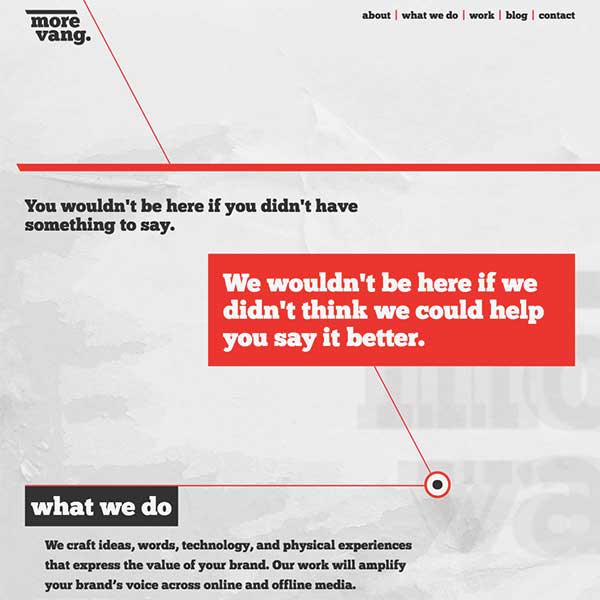 more
vang.
about | what we do | work | blog | contact
You wouldn't be here if you didn't have
something to say.
We wouldn't be here if we
didn't think we could help
you say it better.
what we do
We craft ideas, words, technology, and physical experiences
that express the value of your brand. Our work will amplify
your brand’s voice across online and offline media.